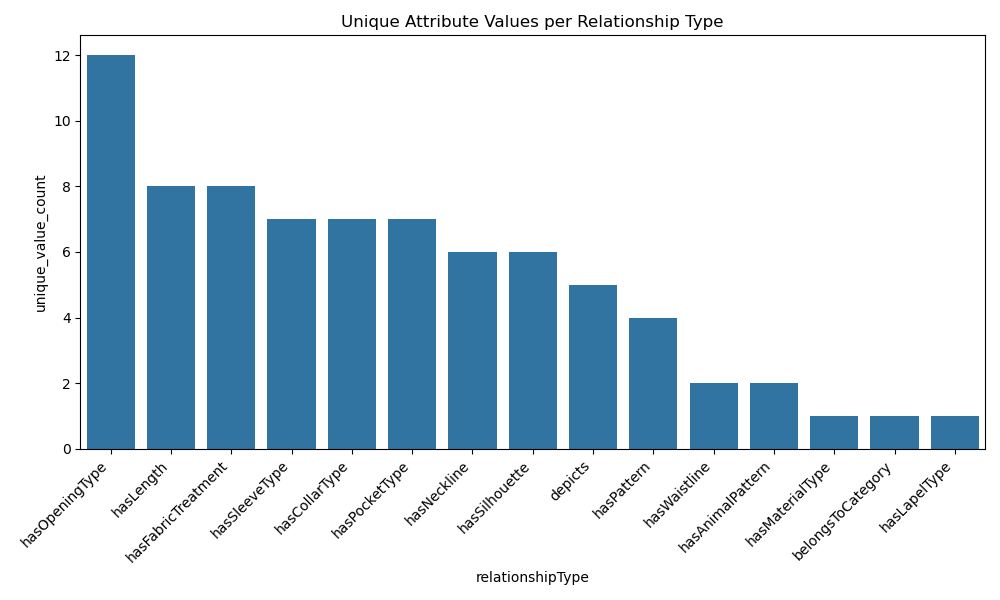 Unique Attribute Values per Relationship Type
unique_value_count
12
10
8
6
4
2
0
hasOpeningType
hasLength
hasFabricTreatment
hasSleeveType
hasCollarType
hasPocketType
hasNeckline
hasSilhouette
depicts
hasPattern
hasWaistline
hasAnimalPattern
hasMaterialType
belongsToCategory
hasLapelType
relationshipType